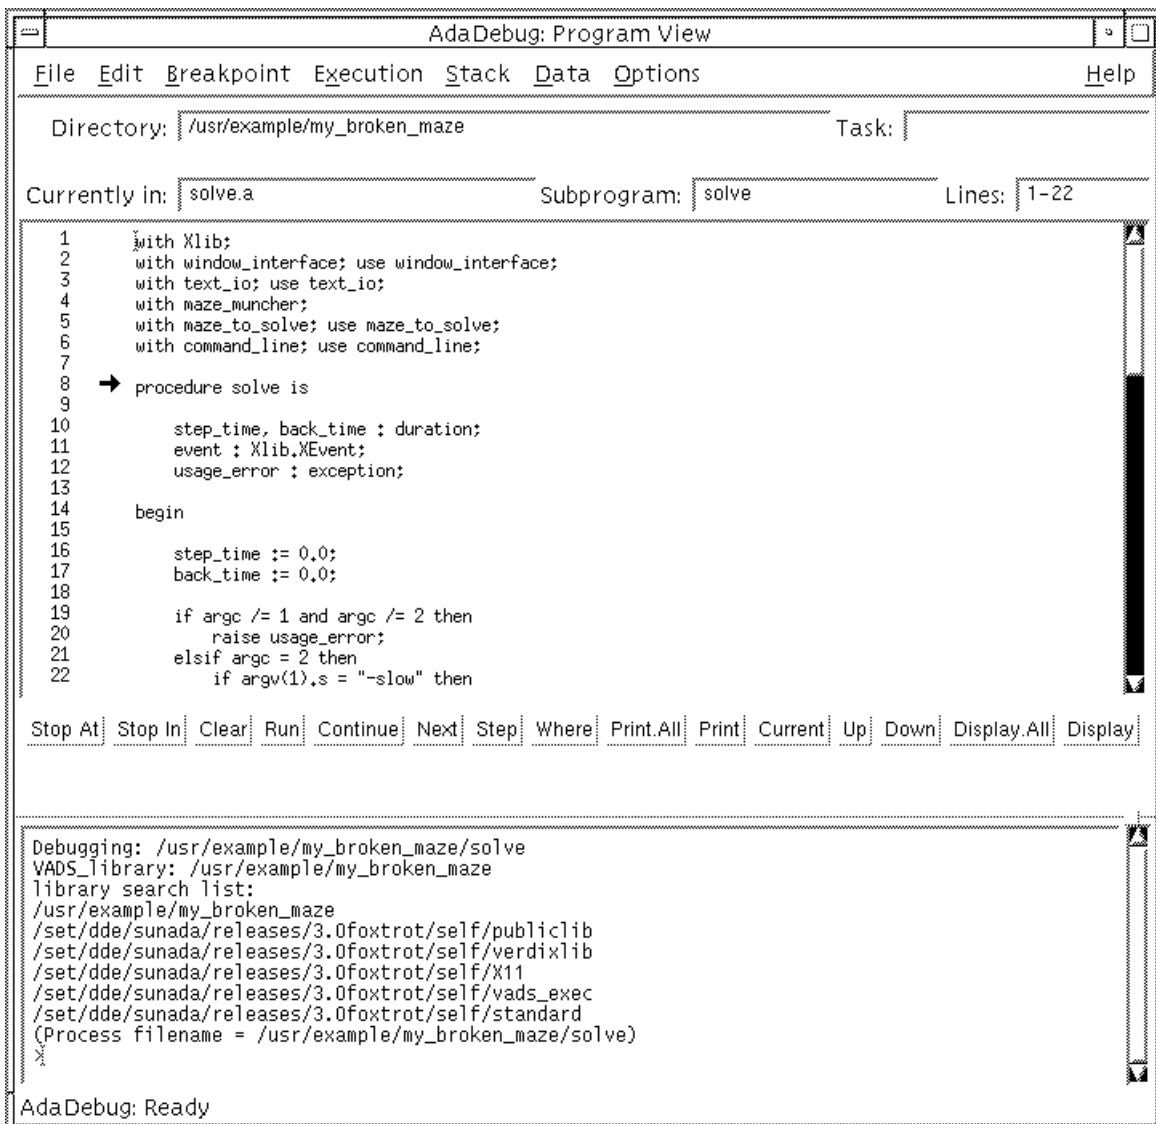 AdaDebug: Program View
File Edit Breakpoint Execution Stack Data Options Help
Directory: /usr/example/my_broken_maze Task:
Currently in: solve.a Subprogram: solve Lines: 1-22
1 with Xlib;
2 with window_interface; use window_interface;
3 with text_io; use text_io;
4 with maze_muncher;
5 with maze_to_solve; use maze_to_solve;
6 with command_line; use command_line;
7
8 procedure solve is
9
10 step_time, back_time : duration;
11 event : Xlib.XEvent;
12 usage_error : exception;
13
14 begin
15
16 step_time := 0.0;
17 back_time := 0.0;
18
19 if argc /= 1 and argc /= 2 then
20 raise usage_error;
21 elsif argc = 2 then
22 if argv(1).s = "-slow" then
Stop At Stop In Clear Run Continue Next Step Where Print.All Print Current Up Down Display.All Display
Debugging: /usr/example/my_broken_maze/solve
VADS_library: /usr/example/my_broken_maze
library search list:
/usr/example/my_broken_maze
/set/dde/sunada/releases/3.0foxtrot/self/publiclib
/set/dde/sunada/releases/3.0foxtrot/self/verdixlib
/set/dde/sunada/releases/3.0foxtrot/self/X11
/set/dde/sunada/releases/3.0foxtrot/self/vads_exec
/set/dde/sunada/releases/3.0foxtrot/self/standard
(Process filename = /usr/example/my_broken_maze/solve)
>
AdaDebug: Ready